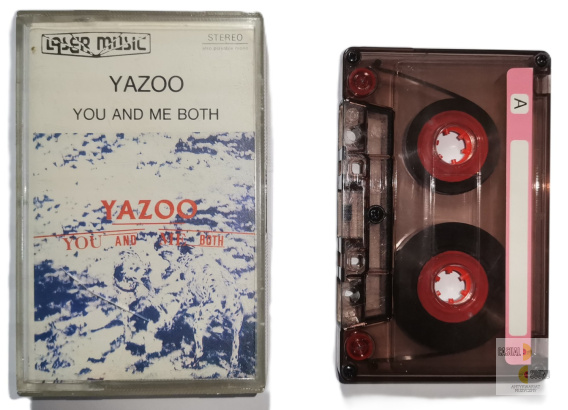 LASER MUSIC
STEREO
YAZOO
YOU AND ME BOTH
YAZOO
YOU AND ME BOTH
A